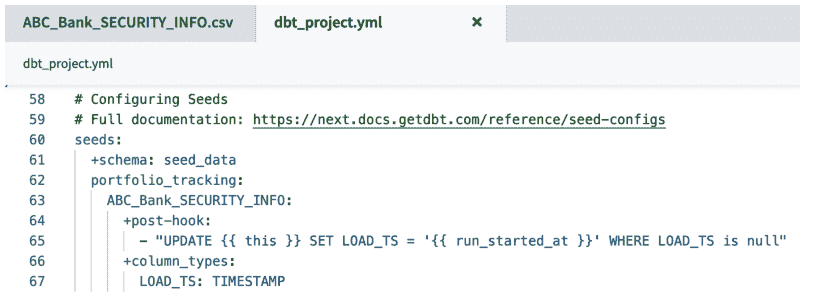 ABC_Bank_SECURITY_INFO.csv dbt_project.yml ×
dbt_project.yml
58 # Configuring Seeds
59 # Full documentation: https://next.docs.getdbt.com/reference/seed-configs
60 seeds:
61 +schema: seed_data
62 portfolio_tracking:
63 ABC_Bank_SECURITY_INFO:
64 +post-hook:
65 - "UPDATE {{ this }} SET LOAD_TS = '{{ run_started_at }}' WHERE LOAD_TS is null"
66 +column_types:
67 LOAD_TS: TIMESTAMP